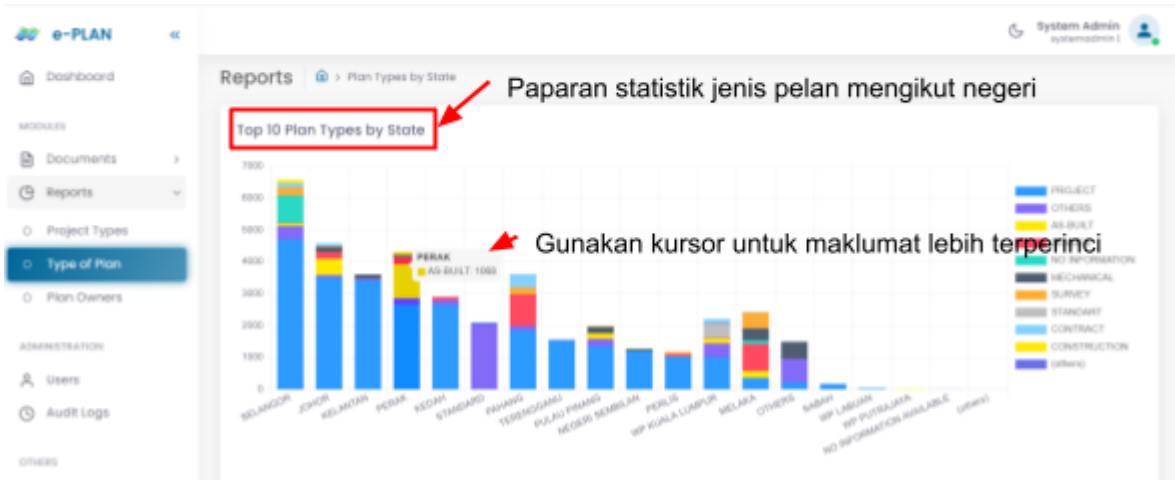 e-PLAN
«
System Admin
systemadmin |
Dashboard
Reports > Plan Types by State
Paparan statistik jenis pelan mengikut negeri
MODULES
Top 10 Plan Types by State
Documents
Reports
Project Types
Type of Plan
Plan Owners
ADMINISTRATION
Users
Audit Logs
OTHERS
7000
6000
5000
4000
3000
2000
1000
0
Gunakan kursor untuk maklumat lebih terperinci
PERAK
AS-BUILT: 1088
PROJECT
OTHERS
AS-BUILT
NO INFORMATION
MECHANICAL
SURVEY
STANDART
CONTRACT
CONSTRUCTION
(others)
SELANGOR
JOHOR
KELANTAN
PERAK
KEDAH
STANDARD
PAHANG
TERENGGANU
PULAU PINANG
NEGERI SEMBILAN
PERLIS
WP KUALA LUMPUR
MELAKA
OTHERS
SABAH
WP LABUAN
WP PUTRAJAYA
NO INFORMATION AVAILABLE
(others)